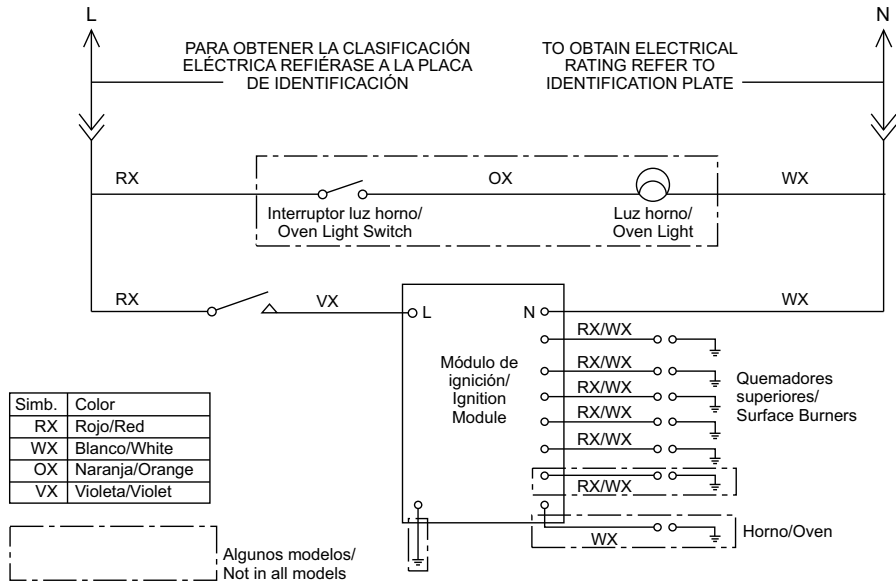 L
N
PARA OBTENER LA CLASIFICACIÓN
ELÉCTRICA REFIÉRASE A LA PLACA
DE IDENTIFICACIÓN
TO OBTAIN ELECTRICAL
RATING REFER TO
IDENTIFICATION PLATE
RX
OX
WX
Interruptor luz horno/
Oven Light Switch
Luz horno/
Oven Light
RX
VX
L
N
WX
Módulo de
ignición/
Ignition
Module
RX/WX
RX/WX
RX/WX
RX/WX
RX/WX
RX/WX
WX
Quemadores
superiores/
Surface Burners
Horno/Oven
Simb. Color
RX Rojo/Red
WX Blanco/White
OX Naranja/Orange
VX Violeta/Violet
Algunos modelos/
Not in all models